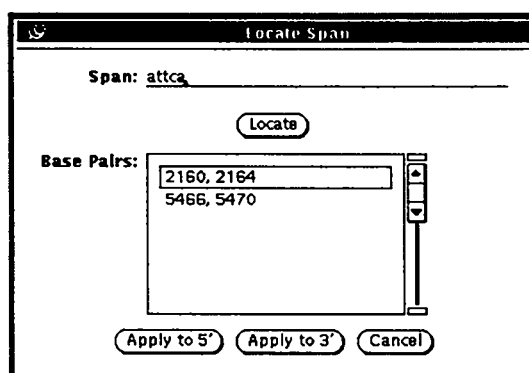 Locate Span
Span: attca
Locate
Base Pairs:
2160, 2164
5466, 5470
Apply to 5' Apply to 3' Cancel